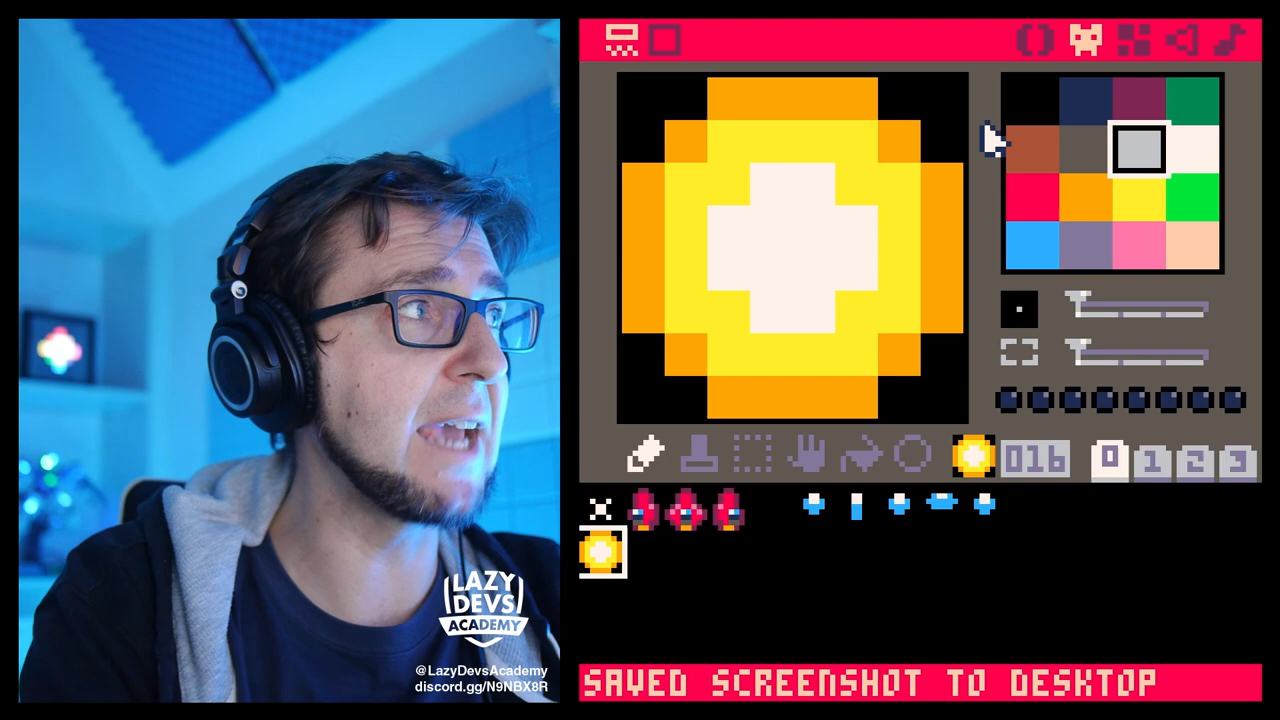 LAZY
DEVS
ACADEMY
@LazyDevsAcademy
discord.gg/N9NBX8R
016
0 1 2 3
SAVED SCREENSHOT TO DESKTOP